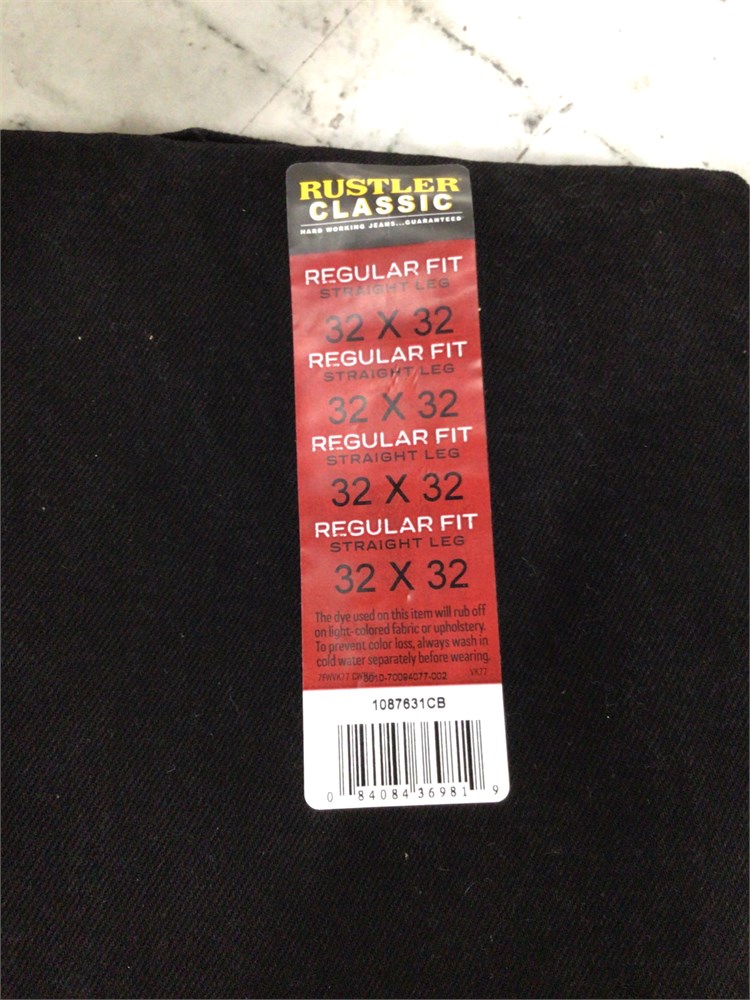 RUSTLER
CLASSIC
HARD WORKING JEANS...GUARANTEED
REGULAR FIT
STRAIGHT LEG
32 X 32
REGULAR FIT
STRAIGHT LEG
32 X 32
REGULAR FIT
STRAIGHT LEG
32 X 32
REGULAR FIT
STRAIGHT LEG
32 X 32
The dye used on this item will rub off
on light-colored fabric or upholstery.
To prevent color loss, always wash in
cold water separately before wearing.
VK77
1087631CB
0 84084 36981 9